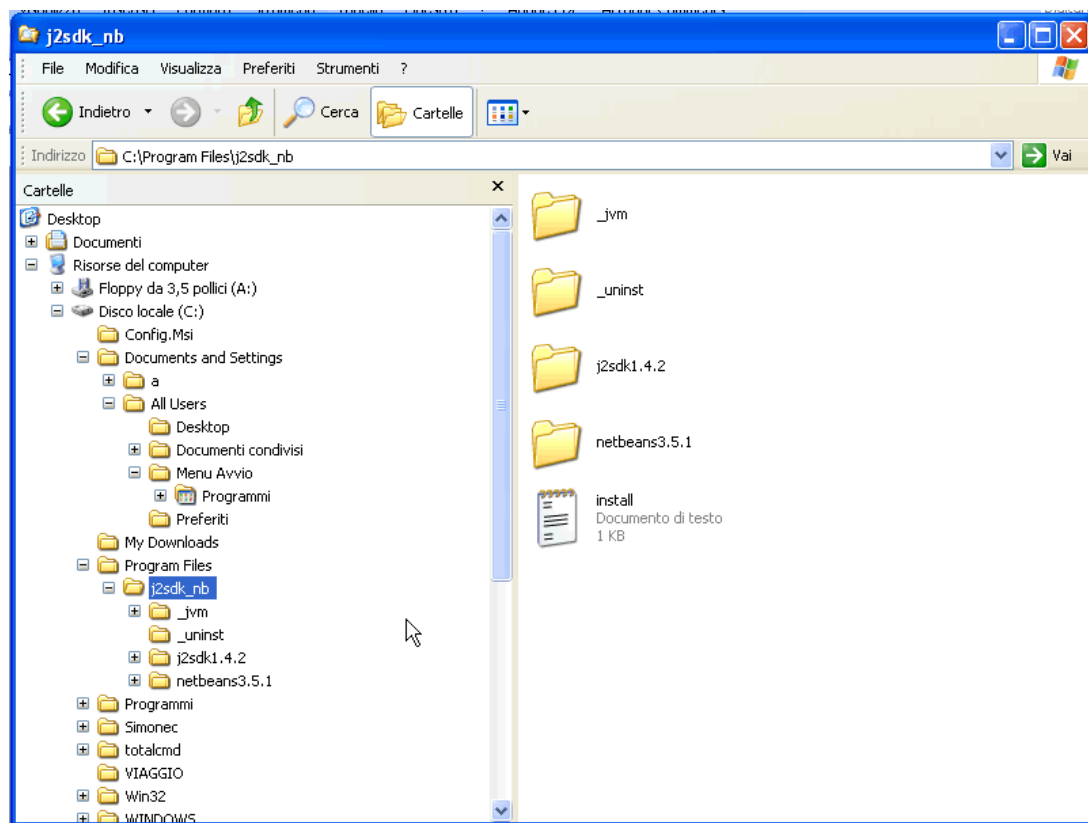 j2sdk_nb
File Modifica Visualizza Preferiti Strumenti ?
Indietro Cerca Cartelle
Indirizzo C:\Program Files\j2sdk_nb Vai
Cartelle
Desktop
Documenti
Risorse del computer
Floppy da 3,5 pollici (A:)
Disco locale (C:)
Config.Msi
Documents and Settings
a
All Users
Desktop
Documenti condivisi
Menu Avvio
Programmi
Preferiti
My Downloads
Program Files
j2sdk_nb
_jvm
_uninst
j2sdk1.4.2
netbeans3.5.1
Programmi
Simonec
totalcmd
VIAGGIO
Win32
WINDOWS
_jvm
_uninst
j2sdk1.4.2
netbeans3.5.1
install
Documento di testo
1 KB